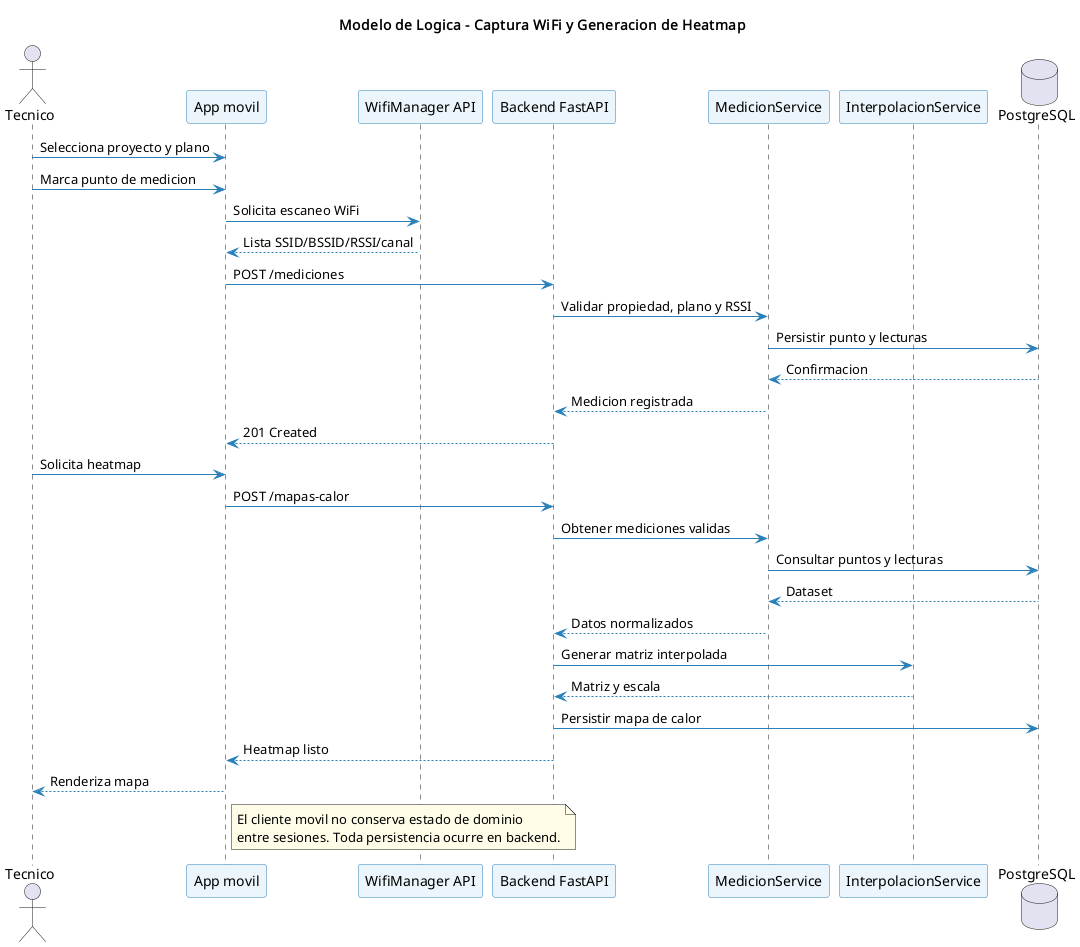 Modelo de Logica - Captura WiFi y Generacion de Heatmap
Tecnico
App movil
WifiManager API
Backend FastAPI
MedicionService
InterpolacionService
PostgreSQL
Selecciona proyecto y plano
Marca punto de medicion
Solicita escaneo WiFi
Lista SSID/BSSID/RSSI/canal
POST /mediciones
Validar propiedad, plano y RSSI
Persistir punto y lecturas
Confirmacion
Medicion registrada
201 Created
Solicita heatmap
POST /mapas-calor
Obtener mediciones validas
Consultar puntos y lecturas
Dataset
Datos normalizados
Generar matriz interpolada
Matriz y escala
Persistir mapa de calor
Heatmap listo
Renderiza mapa
El cliente movil no conserva estado de dominio
entre sesiones. Toda persistencia ocurre en backend.
Tecnico
App movil
WifiManager API
Backend FastAPI
MedicionService
InterpolacionService
PostgreSQL